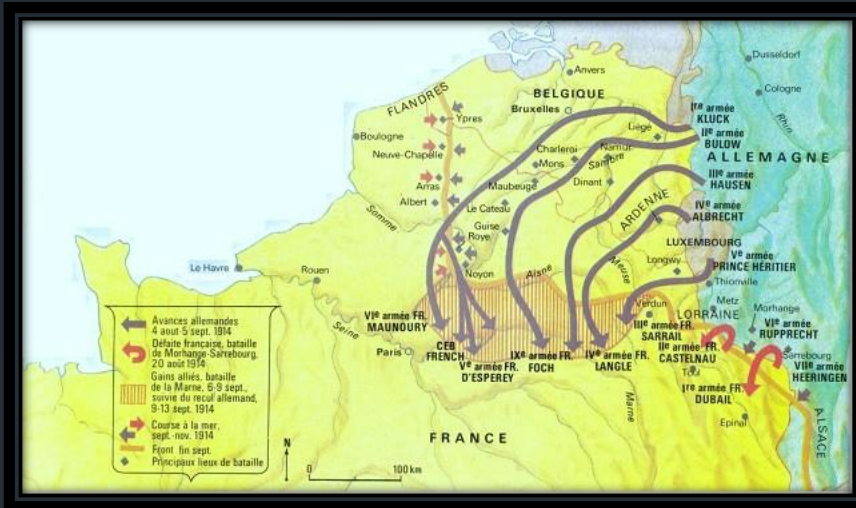 Dusseldorf
Anvers
Cologne
BELGIQUE
FLANDRES
Bruxelles
Rhin
Ire armée
KLUCK
Ypres
Boulogne
Liége
IIe armée
BULOW
Neuve-Chapelle
Charleroi
Namur
ALLEMAGNE
Mons
Sambre
Arras
Maubeuge
Dinant
IIIe armée
HAUSEN
Albert
Le Cateau
ARDENNE
IVe armée
ALBRECHT
Somme
Guise
Roye
LUXEMBOURG
Le Havre
Rouen
Noyon
Aisne
Meuse
Longwy
Ve armée
PRINCE HÉRITIER
Thionville
Seine
VIe armée FR.
MAUNOURY
Verdun
Metz
LORRAINE
Morhange
IIIe armée FR.
SARRAIL
VIe armée
RUPPRECHT
Paris
CEB
FRENCH
IXe armée FR.
FOCH
IVe armée FR.
LANGLE
IIe armée FR.
CASTELNAU
Sarrebourg
Ve armée FR.
D'ESPEREY
Toul
VIIe armée
HEERINGEN
Marne
Ire armée FR.
DUBAIL
Epinal
ALSACE
FRANCE
Avances allemandes
4 aout-5 sept. 1914
Défaite française, bataille
de Morhange-Sarrebourg,
20 août 1914
Gains alliés, bataille
de la Marne, 6-9 sept.,
suivie du recul allemand,
9-13 sept. 1914
Course à la mer,
sept.-nov. 1914
Front fin sept.
Principaux lieux de bataille
N
0 100 km